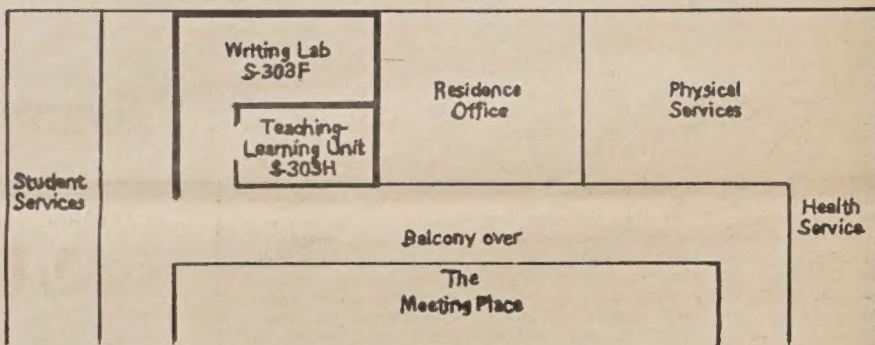 Writing Lab
S-303F
Teaching-
Learning Unit
S-303H
Residence
Office
Physical
Services
Student
Services
Health
Service
Balcony over
The
Meeting Place